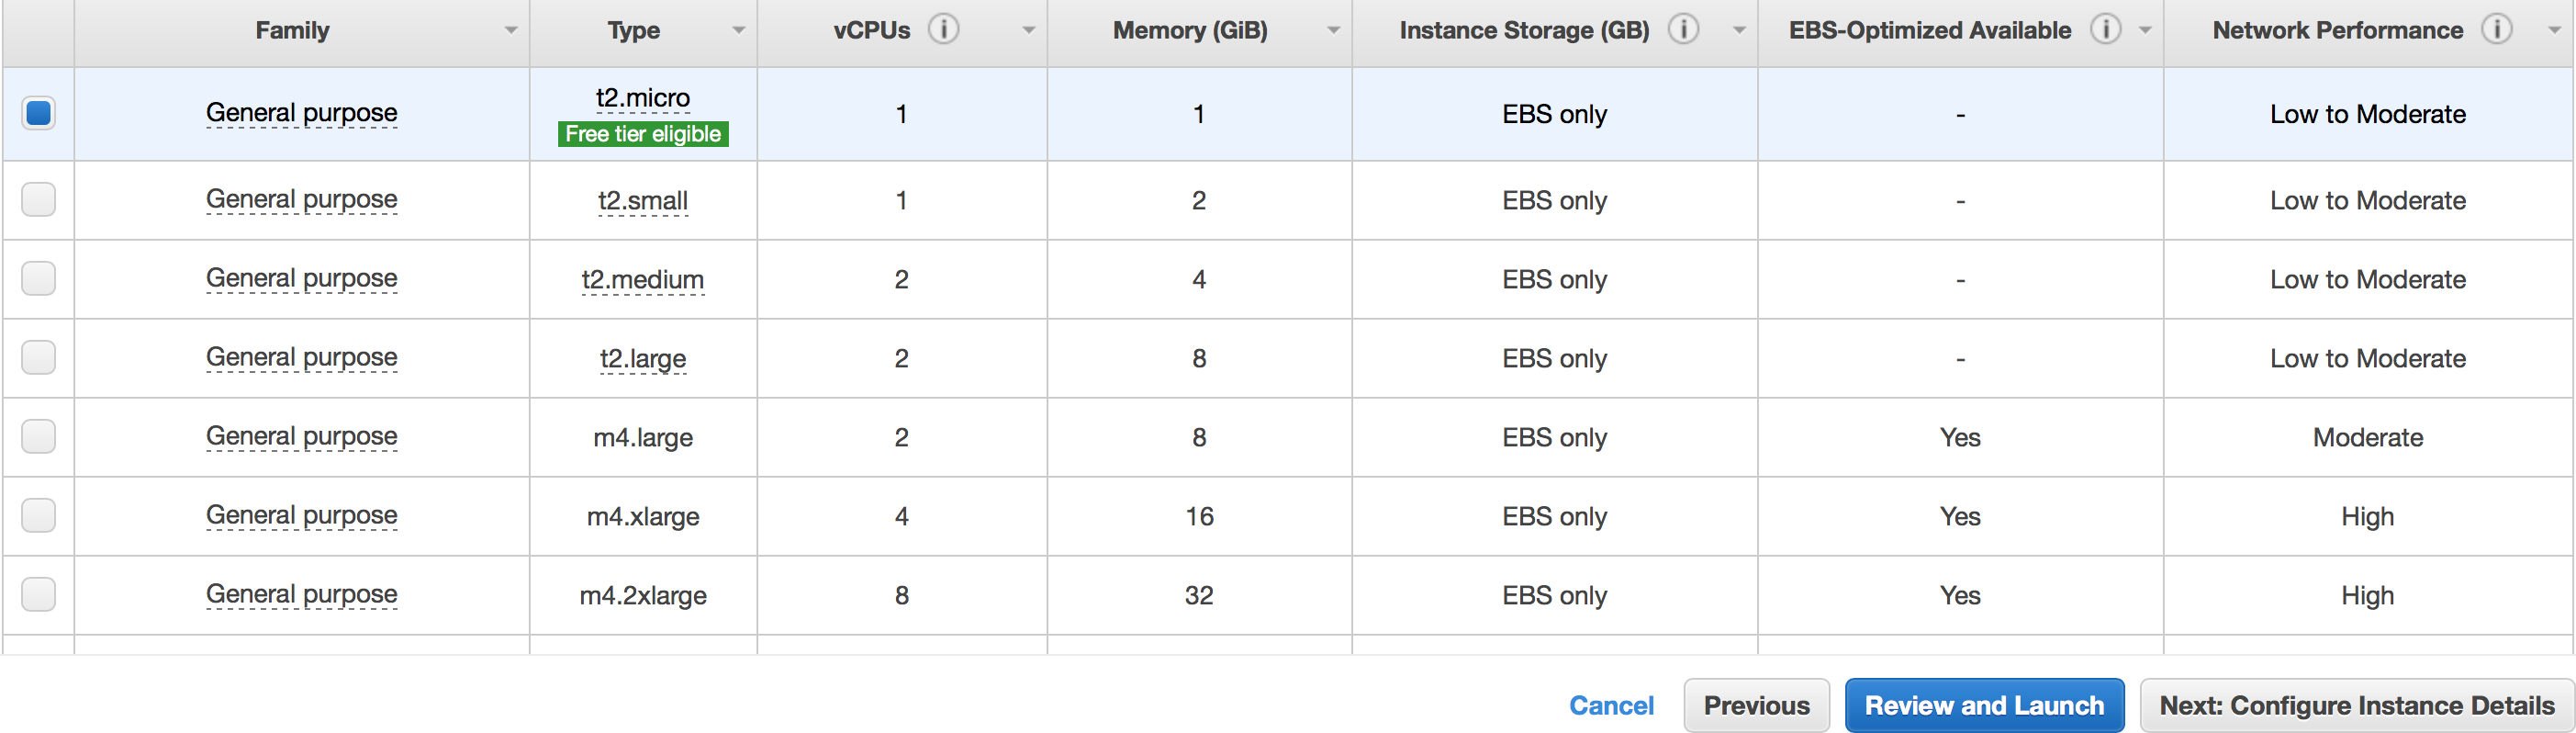 Family Type vCPUs Memory (GiB) Instance Storage (GB) EBS-Optimized Available Network Performance
General purpose t2.micro 1 1 EBS only - Low to Moderate
Free tier eligible
General purpose t2.small 1 2 EBS only - Low to Moderate
General purpose t2.medium 2 4 EBS only - Low to Moderate
General purpose t2.large 2 8 EBS only - Low to Moderate
General purpose m4.large 2 8 EBS only Yes Moderate
General purpose m4.xlarge 4 16 EBS only Yes High
General purpose m4.2xlarge 8 32 EBS only Yes High
Cancel Previous Review and Launch Next: Configure Instance Details